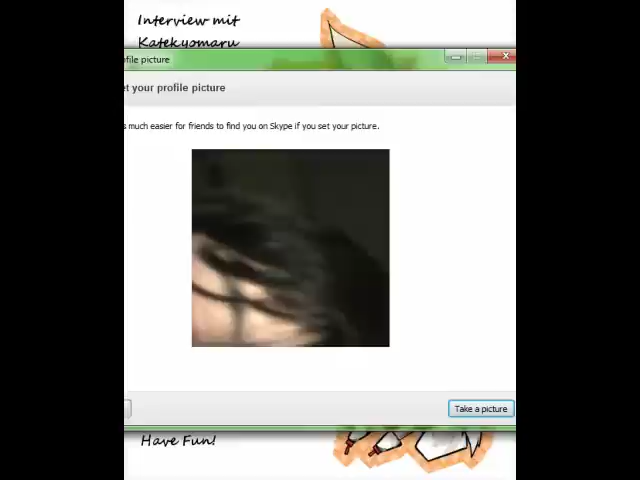 Interview mit
Katekyomaru
ofile picture
et your profile picture
s much easier for friends to find you on Skype if you set your picture.
Take a picture
Have Fun!